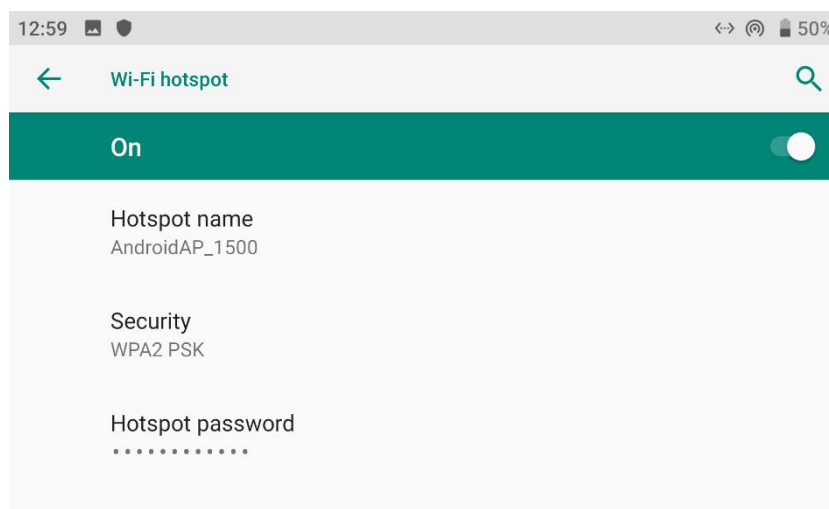 12:59 50%
Wi-Fi hotspot
On
Hotspot name
AndroidAP_1500
Security
WPA2 PSK
Hotspot password
••••••••••••